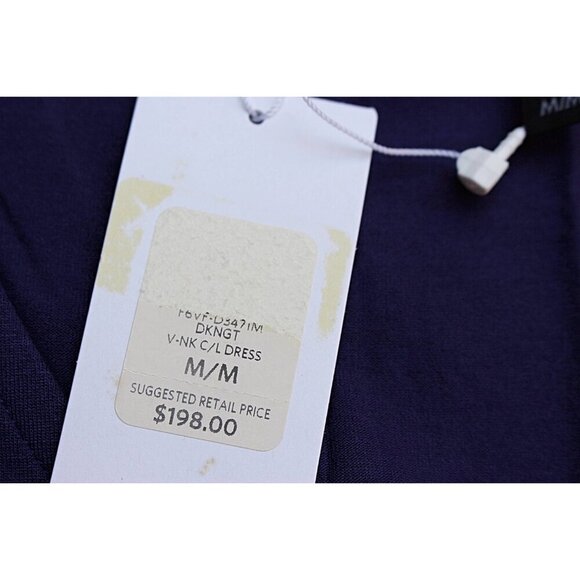 DKNGT
V-NK C/L DRESS
M/M
SUGGESTED RETAIL PRICE
$198.00